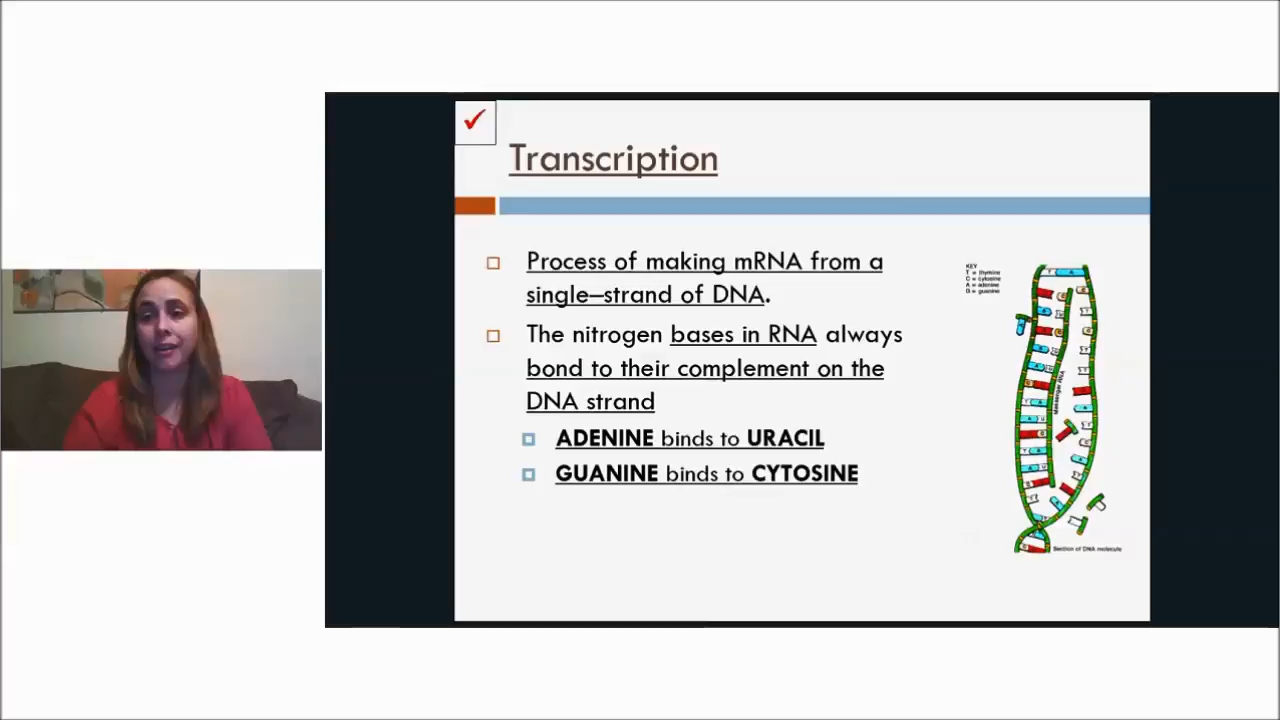 Transcription
Process of making mRNA from a
single–strand of DNA.
The nitrogen bases in RNA always
bond to their complement on the
DNA strand
ADENINE binds to URACIL
GUANINE binds to CYTOSINE
KEY
T = thymine
C = cytosine
A = adenine
G = guanine
Messenger RNA
Section of DNA molecule